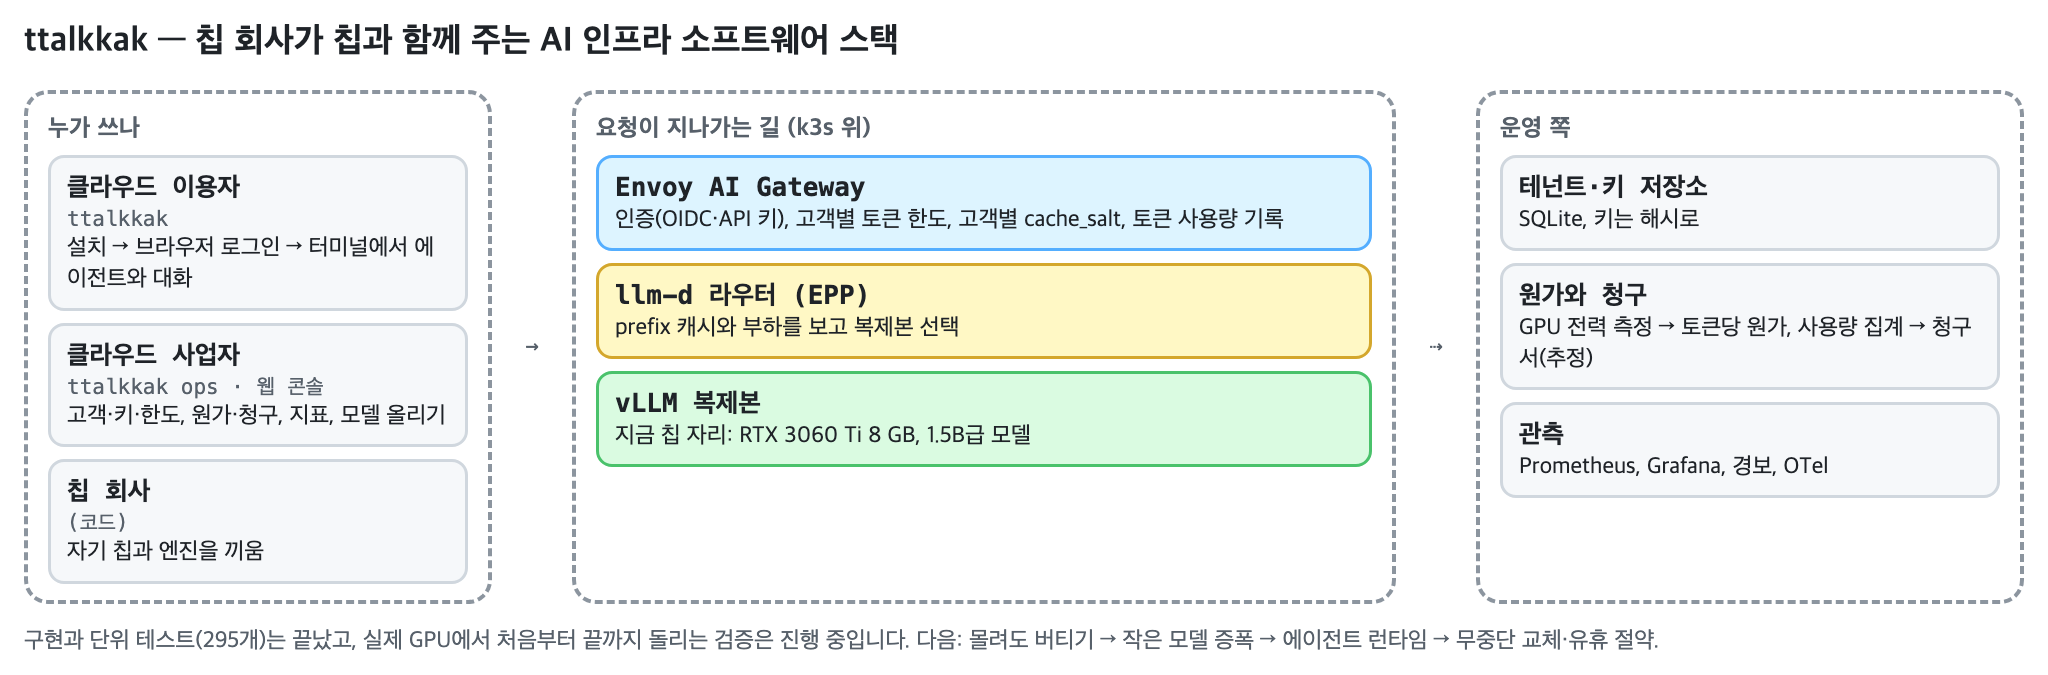 ttalkkak — 칩 회사가 칩과 함께 주는 AI 인프라 소프트웨어 스택
누가 쓰나
클라우드 이용자
ttalkkak
설치 → 브라우저 로그인 → 터미널에서 에
이전트와 대화
클라우드 사업자
ttalkkak ops · 웹 콘솔
고객·키·한도, 원가·청구, 지표, 모델 올리기
칩 회사
(코드)
자기 칩과 엔진을 끼움
→
요청이 지나가는 길 (k3s 위)
Envoy AI Gateway
인증(OIDC·API 키), 고객별 토큰 한도, 고객별 cache_salt, 토큰 사용량 기록
llm-d 라우터 (EPP)
prefix 캐시와 부하를 보고 복제본 선택
vLLM 복제본
지금 칩 자리: RTX 3060 Ti 8 GB, 1.5B급 모델
⇢
운영 쪽
테넌트·키 저장소
SQLite, 키는 해시로
원가와 청구
GPU 전력 측정 → 토큰당 원가, 사용량 집계 → 청구
서(추정)
관측
Prometheus, Grafana, 경보, OTel
구현과 단위 테스트(295개)는 끝났고, 실제 GPU에서 처음부터 끝까지 돌리는 검증은 진행 중입니다. 다음: 몰려도 버티기 → 작은 모델 증폭 → 에이전트 런타임 → 무중단 교체·유휴 절약.